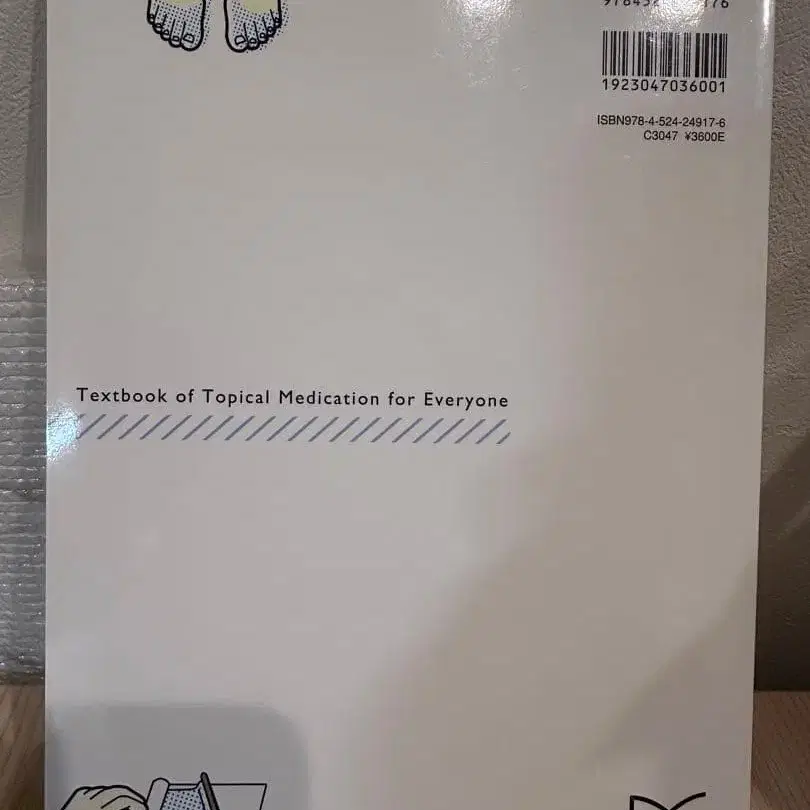 1923047036001
ISBN978-4-524-24917-6
C3047 ¥3600E
Textbook of Topical Medication for Everyone